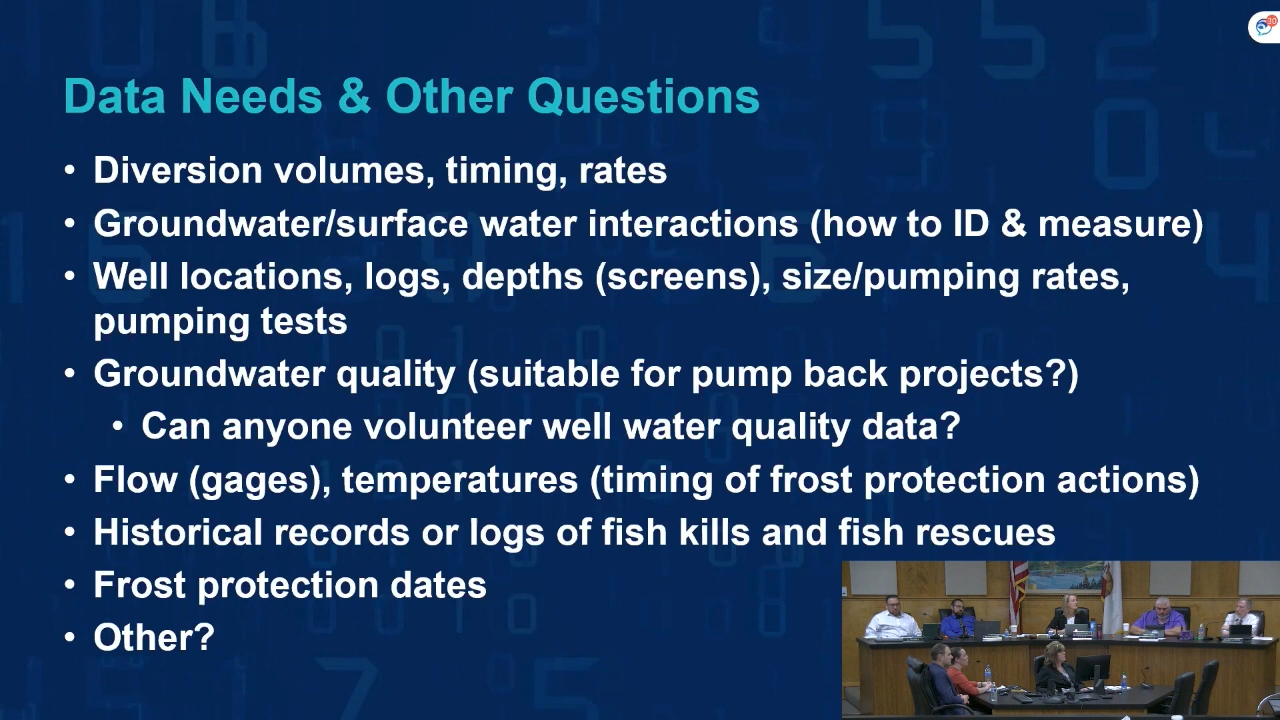 Data Needs & Other Questions
• Diversion volumes, timing, rates
• Groundwater/surface water interactions (how to ID & measure)
• Well locations, logs, depths (screens), size/pumping rates,
pumping tests
• Groundwater quality (suitable for pump back projects?)
• Can anyone volunteer well water quality data?
• Flow (gages), temperatures (timing of frost protection actions)
• Historical records or logs of fish kills and fish rescues
• Frost protection dates
• Other?